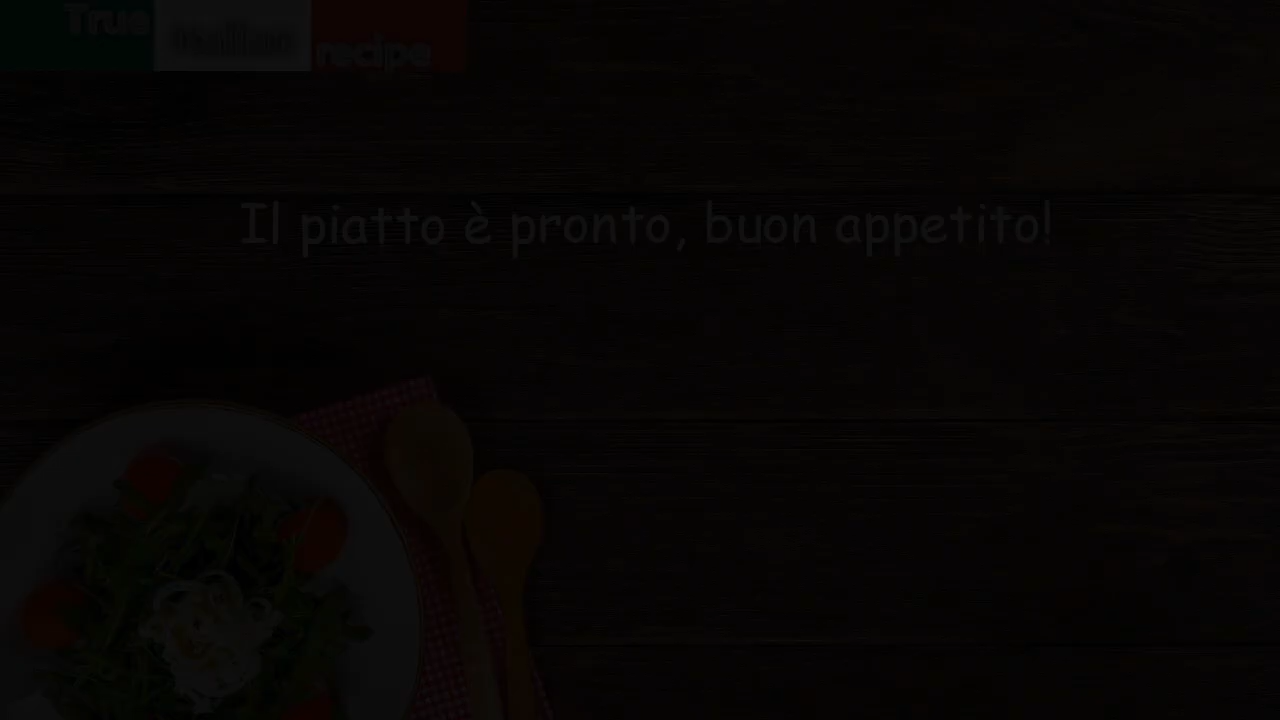 True
Italian
recipe
Il piatto è pronto, buon appetito!